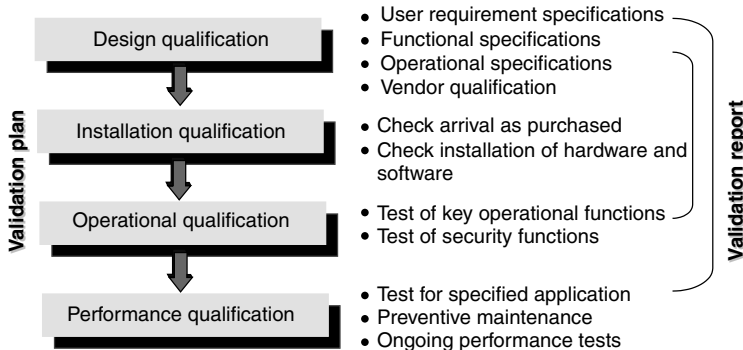 Validation plan
Design qualification
• User requirement specifications
• Functional specifications
• Operational specifications
• Vendor qualification
Installation qualification
• Check arrival as purchased
• Check installation of hardware and
software
Operational qualification
• Test of key operational functions
• Test of security functions
Performance qualification
• Test for specified application
• Preventive maintenance
• Ongoing performance tests
Validation report